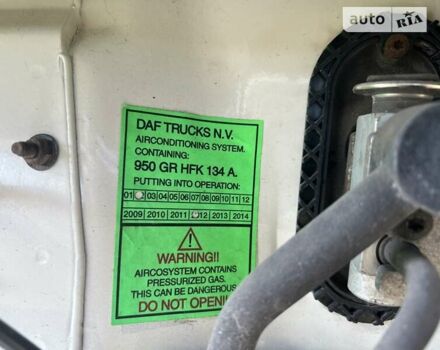 auto RIA
DAF TRUCKS N.V.
AIRCONDITIONING SYSTEM.
CONTAINING:
950 GR HFK 134 A.
PUTTING INTO OPERATION:
01 03 04 05 06 07 08 09 10 11 12
2009 2010 2011 12 2013 2014
WARNING!!
AIRCOSYSTEM CONTAINS
PRESSURIZED GAS.
THIS CAN BE DANGEROUS
DO NOT OPEN!!